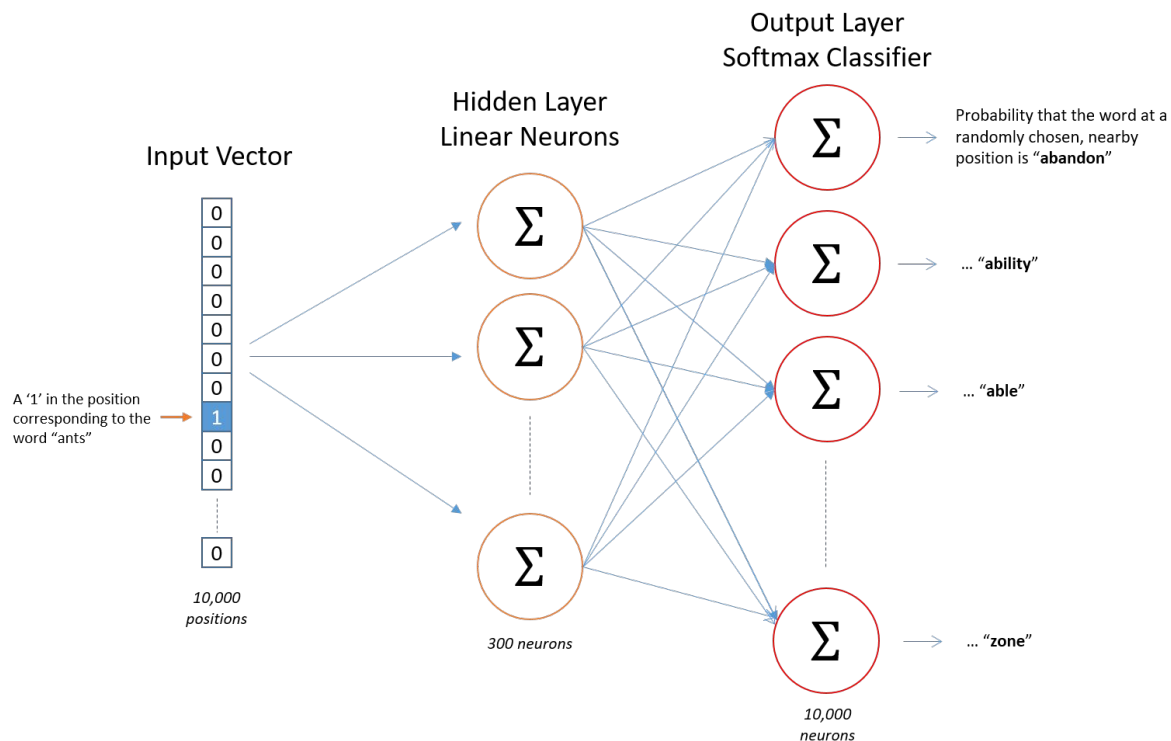 Output Layer
Softmax Classifier
Hidden Layer
Linear Neurons
Input Vector
0
0
0
0
0
0
0
1
0
0
0
A ‘1’ in the position
corresponding to the
word “ants”
10,000
positions
Σ
Σ
Σ
300 neurons
Σ
Σ
Σ
Σ
10,000
neurons
Probability that the word at a
randomly chosen, nearby
position is “abandon”
... “ability”
... “able”
... “zone”